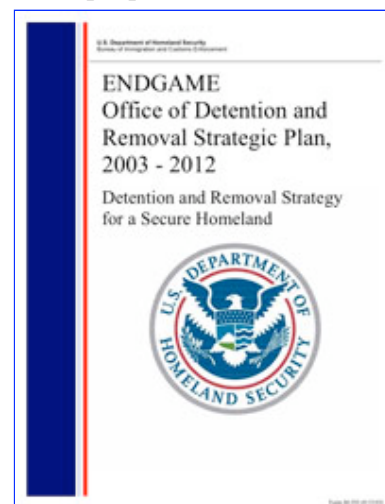 U.S. Department of Homeland Security
Bureau of Immigration and Customs Enforcement
ENDGAME
Office of Detention and
Removal Strategic Plan,
2003 - 2012
Detention and Removal Strategy
for a Secure Homeland
U.S. DEPARTMENT OF
HOMELAND SECURITY